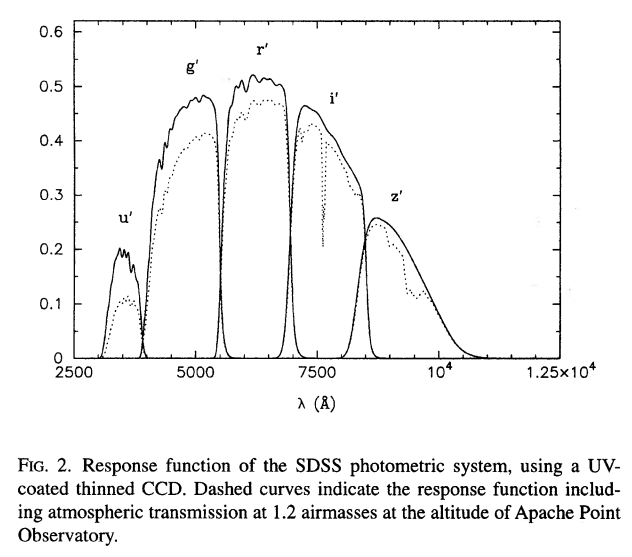 0.6
0.5
0.4
0.3
0.2
0.1
0
u'
g'
r'
i'
z'
2500
5000
7500
10⁴
1.25×10⁴
λ (Å)
FIG. 2. Response function of the SDSS photometric system, using a UV-
coated thinned CCD. Dashed curves indicate the response function includ-
ing atmospheric transmission at 1.2 airmasses at the altitude of Apache Point
Observatory.